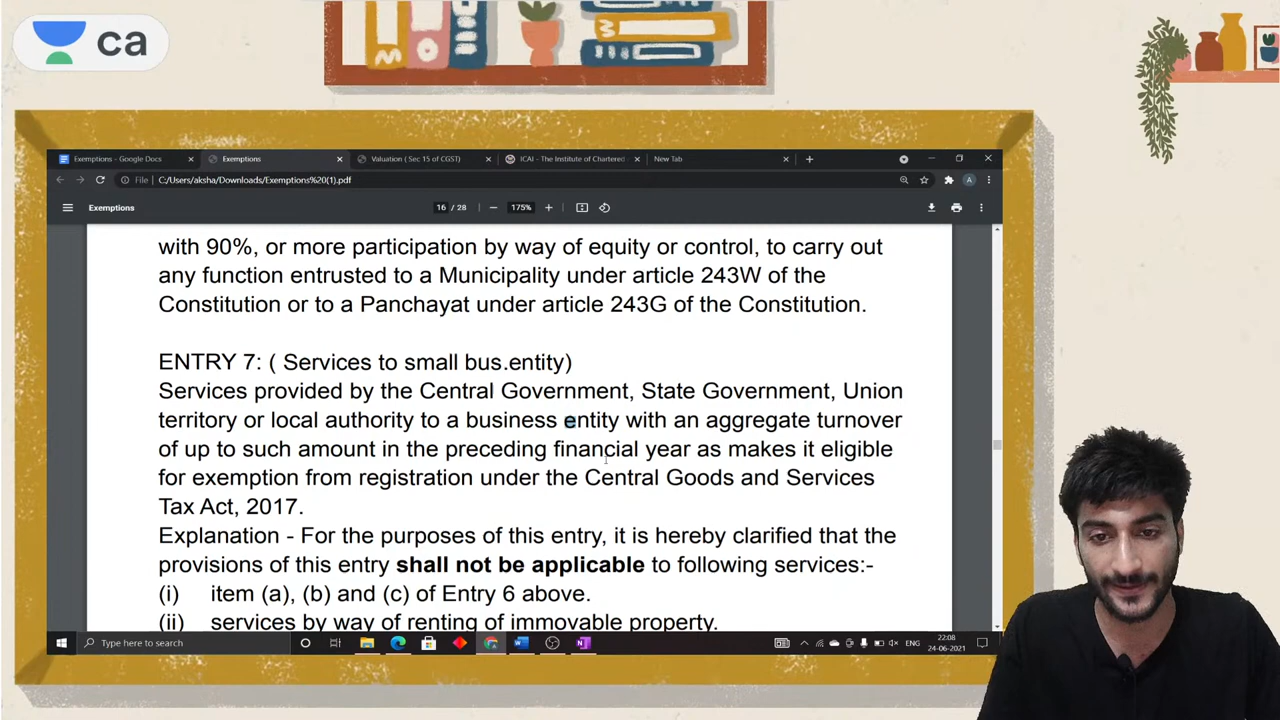 ca
Exemptions - Google Docs
Exemptions
Valuation ( Sec 15 of CGST)
ICAI - The Institute of Chartered
New Tab
File
C:/Users/aksha/Downloads/Exemptions%20(1).pdf
A
Exemptions
16 / 28
175%
with 90%, or more participation by way of equity or control, to carry out
any function entrusted to a Municipality under article 243W of the
Constitution or to a Panchayat under article 243G of the Constitution.
ENTRY 7: ( Services to small bus.entity)
Services provided by the Central Government, State Government, Union
territory or local authority to a business entity with an aggregate turnover
of up to such amount in the preceding financial year as makes it eligible
for exemption from registration under the Central Goods and Services
Tax Act, 2017.
Explanation - For the purposes of this entry, it is hereby clarified that the
provisions of this entry shall not be applicable to following services:-
(i) item (a), (b) and (c) of Entry 6 above.
(ii) services by way of renting of immovable property.
Type here to search
ENG
22:08
24-06-2021